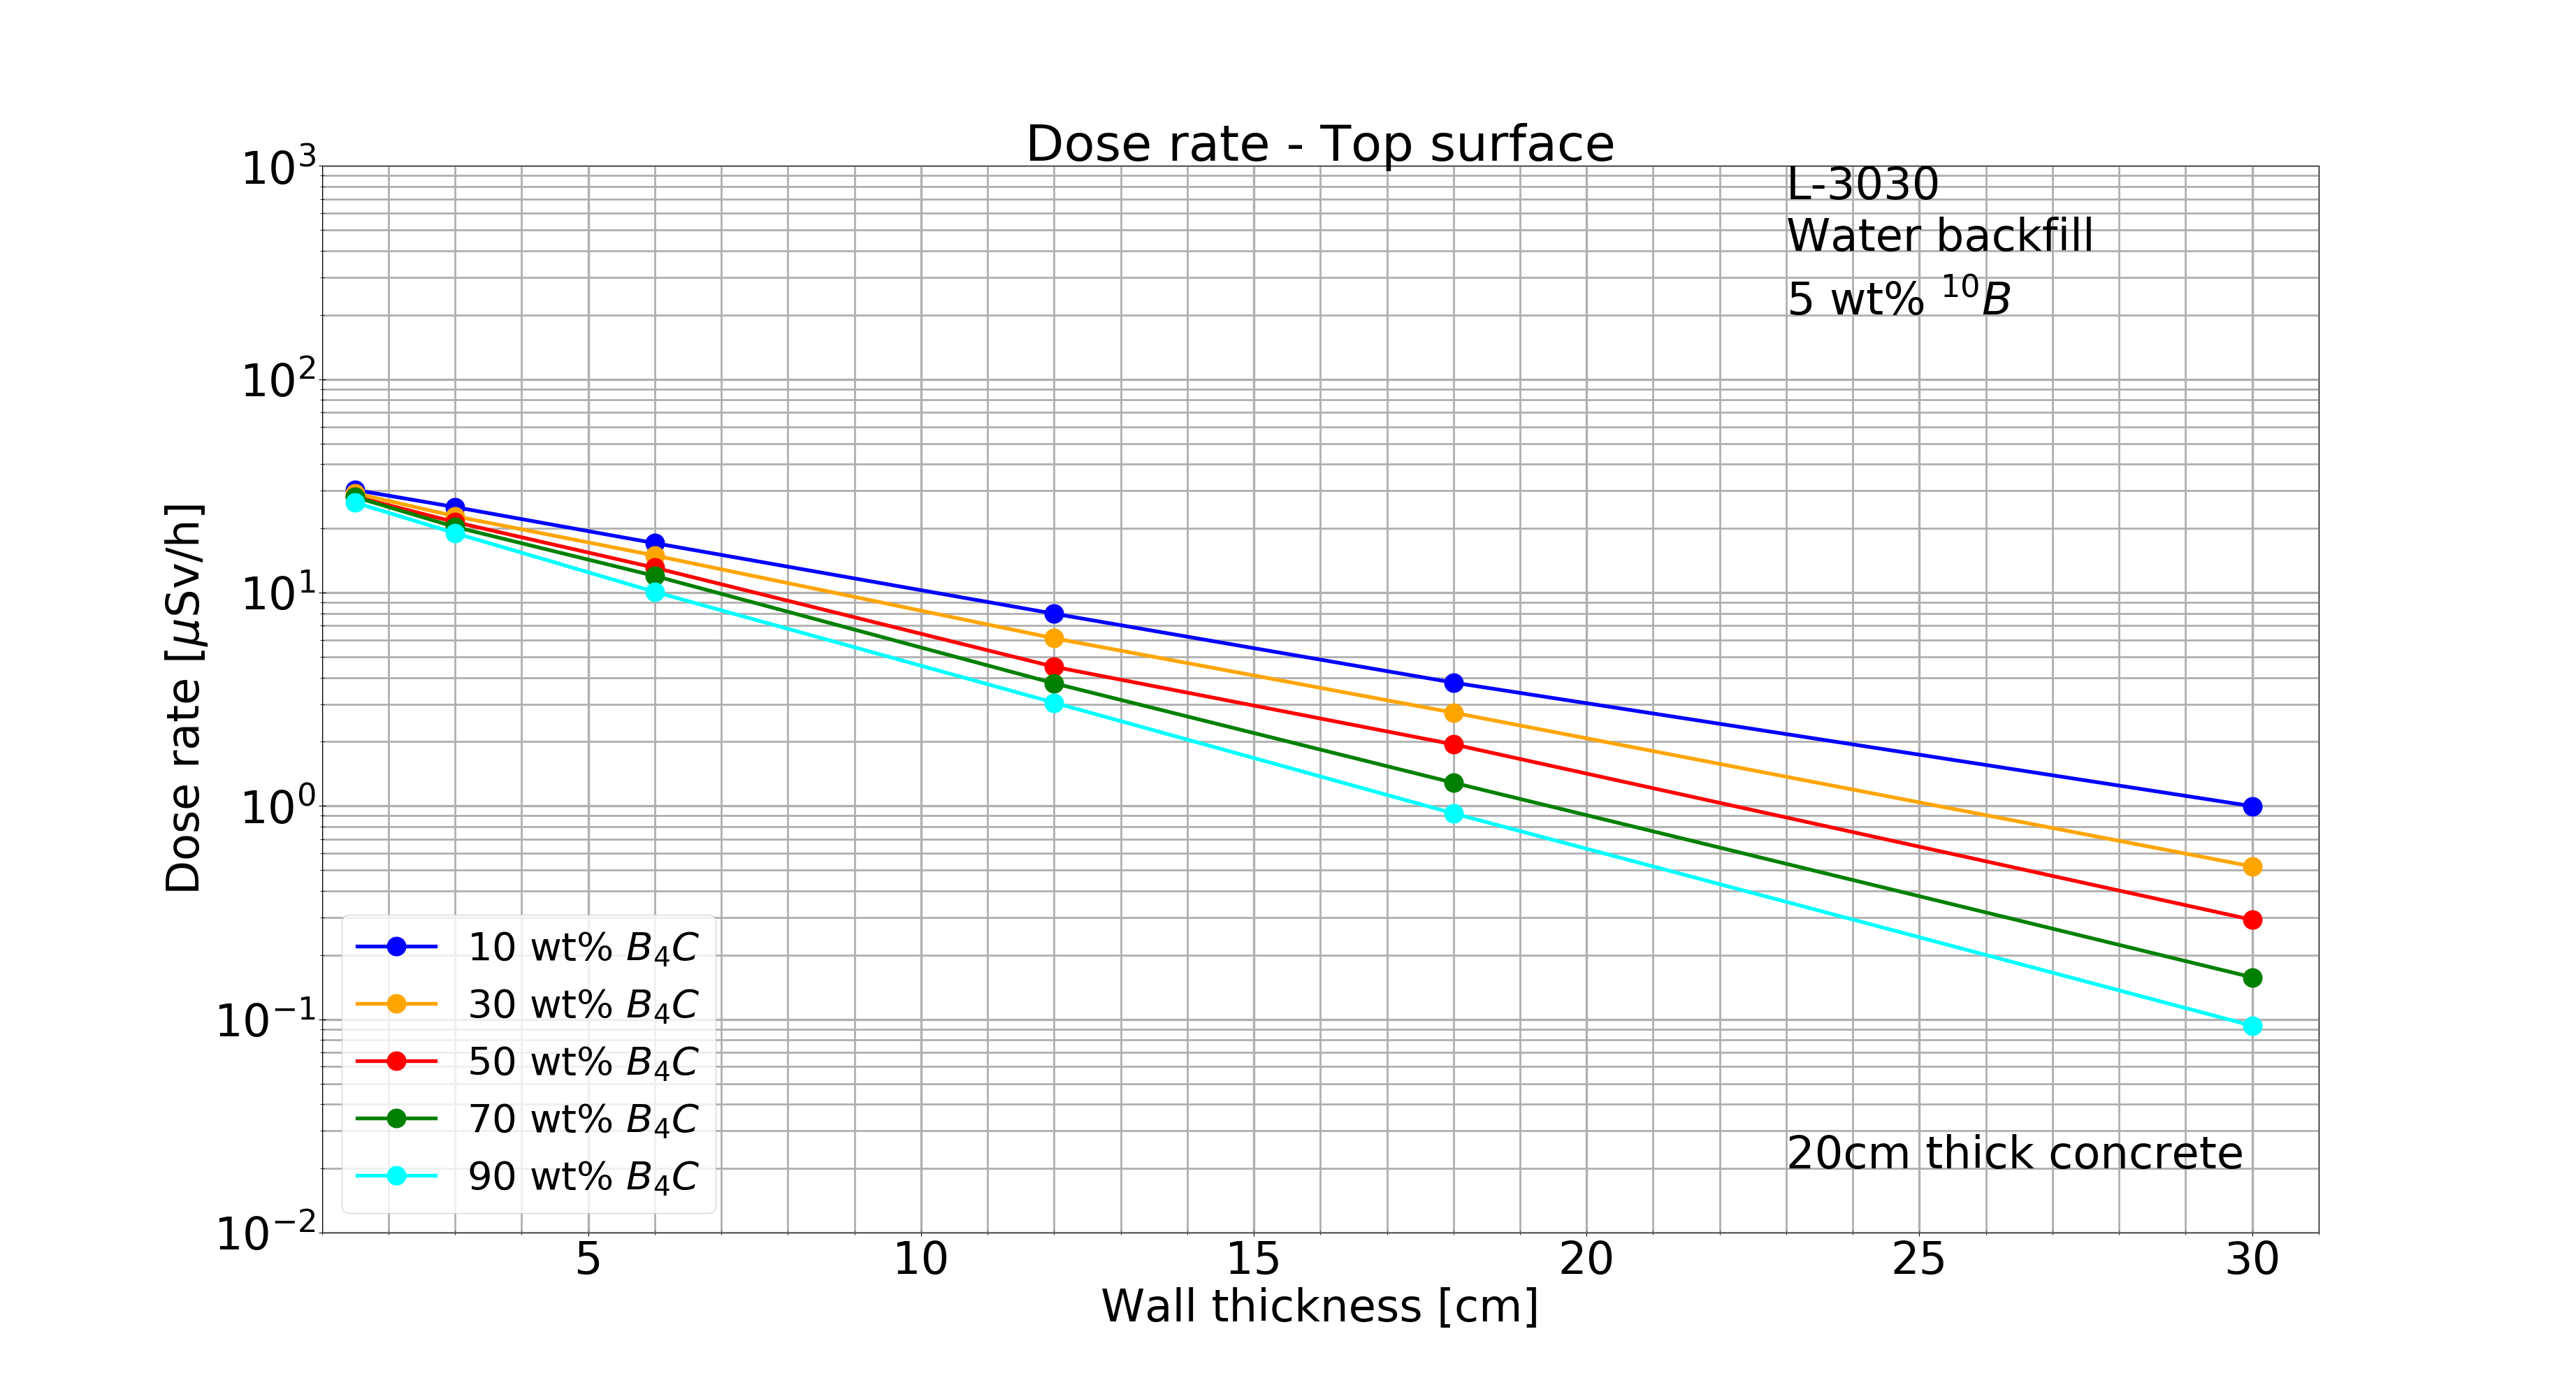 Dose rate - Top surface
L-3030
Water backfill
5 wt% ¹⁰B
10³
10²
10¹
10⁰
10⁻¹
10⁻²
Dose rate [μSv/h]
10 wt% B₄C
30 wt% B₄C
50 wt% B₄C
70 wt% B₄C
90 wt% B₄C
20cm thick concrete
5 10 15 20 25 30
Wall thickness [cm]